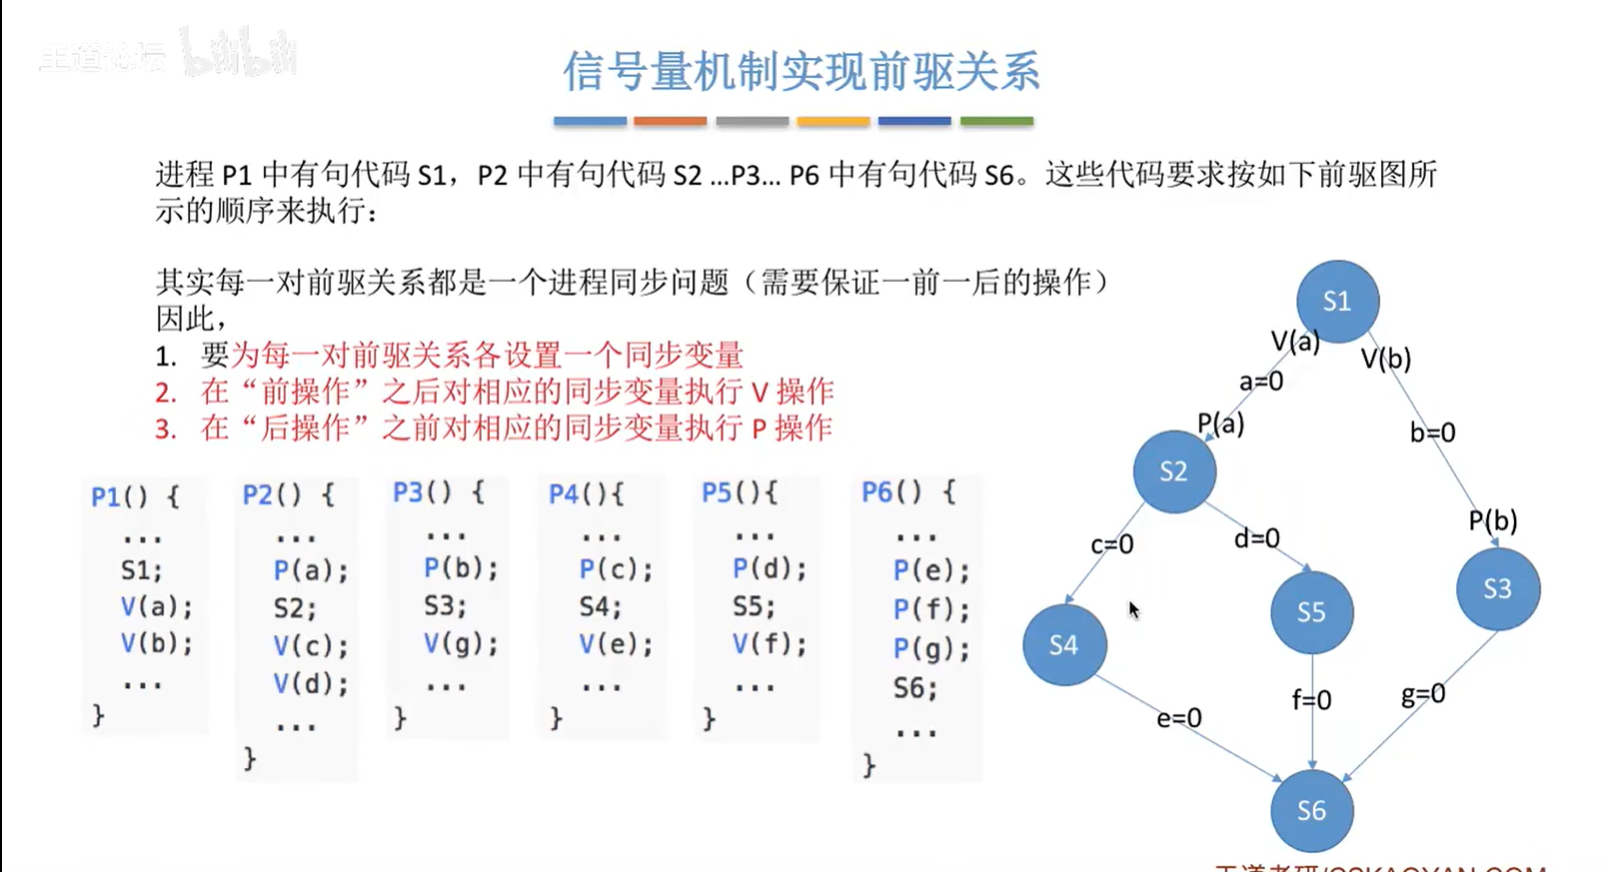 王道论坛 bilibili
信号量机制实现前驱关系
进程 P1 中有句代码 S1，P2 中有句代码 S2 ...P3... P6 中有句代码 S6。这些代码要求按如下前驱图所
示的顺序来执行：
其实每一对前驱关系都是一个进程同步问题（需要保证一前一后的操作）
因此，
1. 要为每一对前驱关系各设置一个同步变量
2. 在“前操作”之后对相应的同步变量执行 V 操作
3. 在“后操作”之前对相应的同步变量执行 P 操作
P1() {
...
S1;
V(a);
V(b);
...
}
P2() {
...
P(a);
S2;
V(c);
V(d);
...
}
P3() {
...
P(b);
S3;
V(g);
...
}
P4(){
...
P(c);
S4;
V(e);
...
}
P5(){
...
P(d);
S5;
V(f);
...
}
P6() {
...
P(e);
P(f);
P(g);
S6;
...
}
S1
V(a)
V(b)
a=0
P(a)
b=0
S2
P(b)
c=0
d=0
S3
S5
S4
e=0
f=0
g=0
S6
王道考研/CSKAOYAN.COM